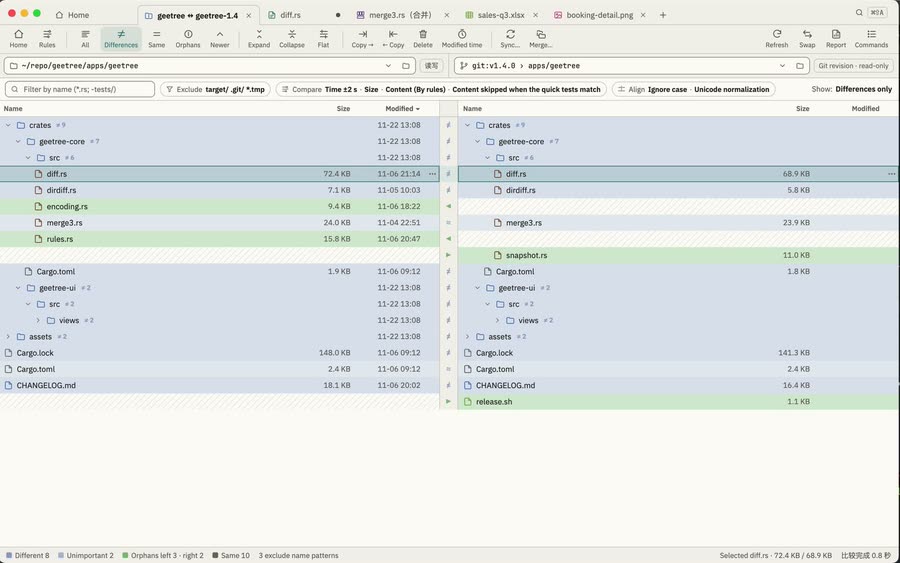 Home
geetree ⇔ geetree-1.4 ×
diff.rs
merge3.rs（合并） ×
sales-q3.xlsx ×
booking-detail.png ×
⌘⇧A
Home Rules All Differences Same Orphans Newer Expand Collapse Flat Copy → ← Copy Delete Modified time Sync... Merge... Refresh Swap Report Commands
~/repo/geetree/apps/geetree 读写 git:v1.4.0 › apps/geetree Git revision · read-only
Filter by name (*.rs; -tests/) Exclude target/ .git/ *.tmp Compare Time ±2 s · Size · Content (By rules) · Content skipped when the quick tests match Align Ignore case · Unicode normalization Show: Differences only
Name Size Modified Name Size Modified
crates ≠ 9 11-22 13:08 ≠ crates ≠ 9
geetree-core ≠ 7 11-22 13:08 ≠ geetree-core ≠ 7
src ≠ 6 11-22 13:08 ≠ src ≠ 6
diff.rs 72.4 KB 11-06 21:14 ··· ≠ diff.rs 68.9 KB ···
dirdiff.rs 7.1 KB 11-05 10:03 ≠ dirdiff.rs 5.8 KB
encoding.rs 9.4 KB 11-06 18:22
merge3.rs 24.0 KB 11-04 22:51 ≈ merge3.rs 23.9 KB
rules.rs 15.8 KB 11-06 20:47
snapshot.rs 11.0 KB
Cargo.toml 1.9 KB 11-06 09:12 ≠ Cargo.toml 1.8 KB
geetree-ui ≠ 2 11-22 13:08 ≠ geetree-ui ≠ 2
src ≠ 2 11-22 13:08 ≠ src ≠ 2
views ≠ 2 11-22 13:08 ≠ views ≠ 2
assets ≠ 2 11-22 13:08 ≠ assets ≠ 2
Cargo.lock 148.0 KB 11-06 09:12 ≠ Cargo.lock 141.3 KB
Cargo.toml 2.4 KB 11-06 09:12 ≈ Cargo.toml 2.4 KB
CHANGELOG.md 18.1 KB 11-06 20:02 ≠ CHANGELOG.md 16.4 KB
release.sh 1.1 KB
Different 8 Unimportant 2 Orphans left 3 · right 2 Same 10 3 exclude name patterns Selected diff.rs · 72.4 KB / 68.9 KB 比较完成 0.8 秒